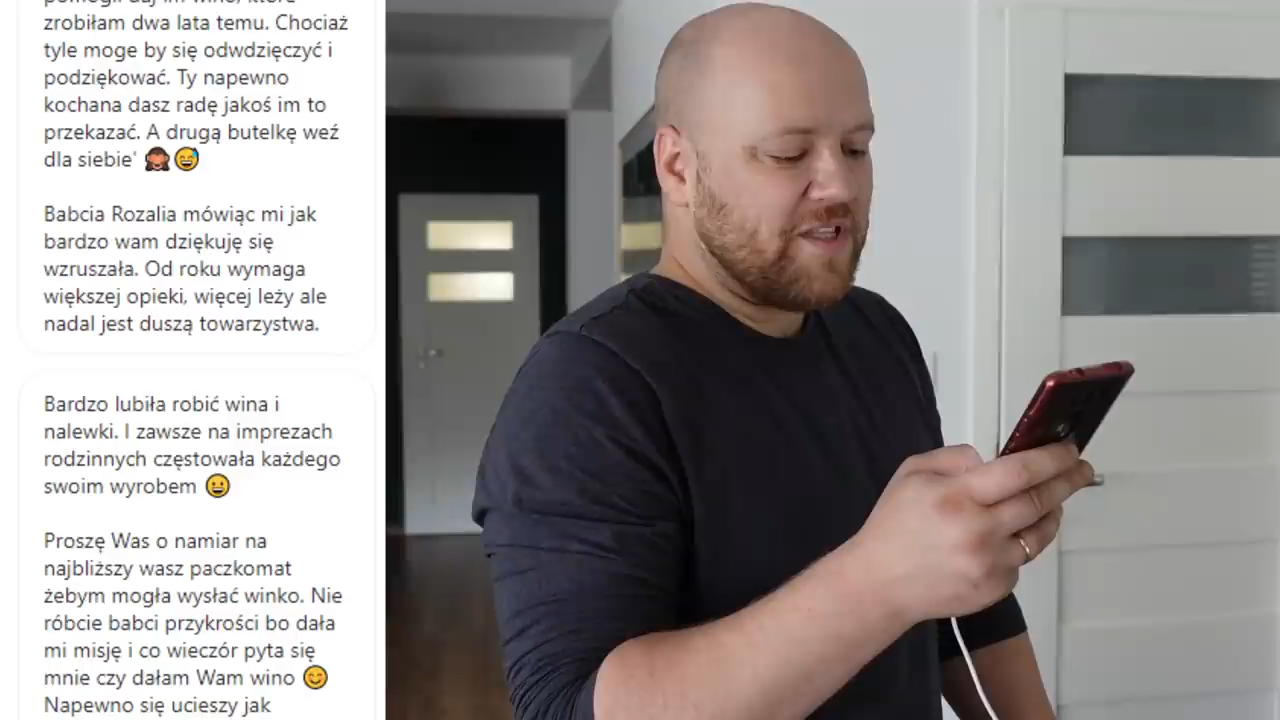 zrobiłam dwa lata temu. Chociaż
tyle moge by się odwdzięczyć i
podziękować. Ty napewno
kochana dasz radę jakoś im to
przekazać. A drugą butelkę weź
dla siebie' 🙈😅
Babcia Rozalia mówiąc mi jak
bardzo wam dziękuję się
wzruszała. Od roku wymaga
większej opieki, więcej leży ale
nadal jest duszą towarzystwa.
Bardzo lubiła robić wina i
nalewki. I zawsze na imprezach
rodzinnych częstowała każdego
swoim wyrobem 😀
Proszę Was o namiar na
najbliższy wasz paczkomat
żebym mogła wysłać winko. Nie
róbcie babci przykrości bo dała
mi misję i co wieczór pyta się
mnie czy dałam Wam wino 😊
Napewno się ucieszy jak